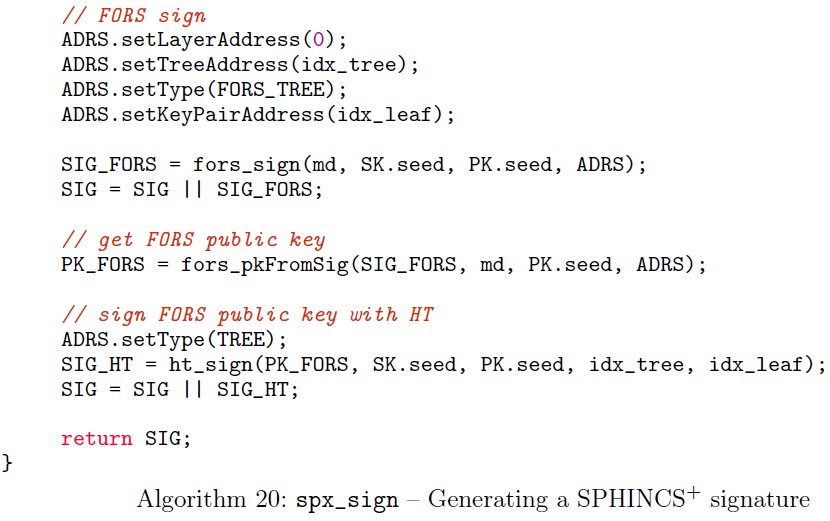 // FORS sign
ADRS.setLayerAddress(0);
ADRS.setTreeAddress(idx_tree);
ADRS.setType(FORS_TREE);
ADRS.setKeyPairAddress(idx_leaf);
SIG_FORS = fors_sign(md, SK.seed, PK.seed, ADRS);
SIG = SIG || SIG_FORS;
// get FORS public key
PK_FORS = fors_pkFromSig(SIG_FORS, md, PK.seed, ADRS);
// sign FORS public key with HT
ADRS.setType(TREE);
SIG_HT = ht_sign(PK_FORS, SK.seed, PK.seed, idx_tree, idx_leaf);
SIG = SIG || SIG_HT;
return SIG;
}
Algorithm 20: spx_sign – Generating a SPHINCS⁺ signature